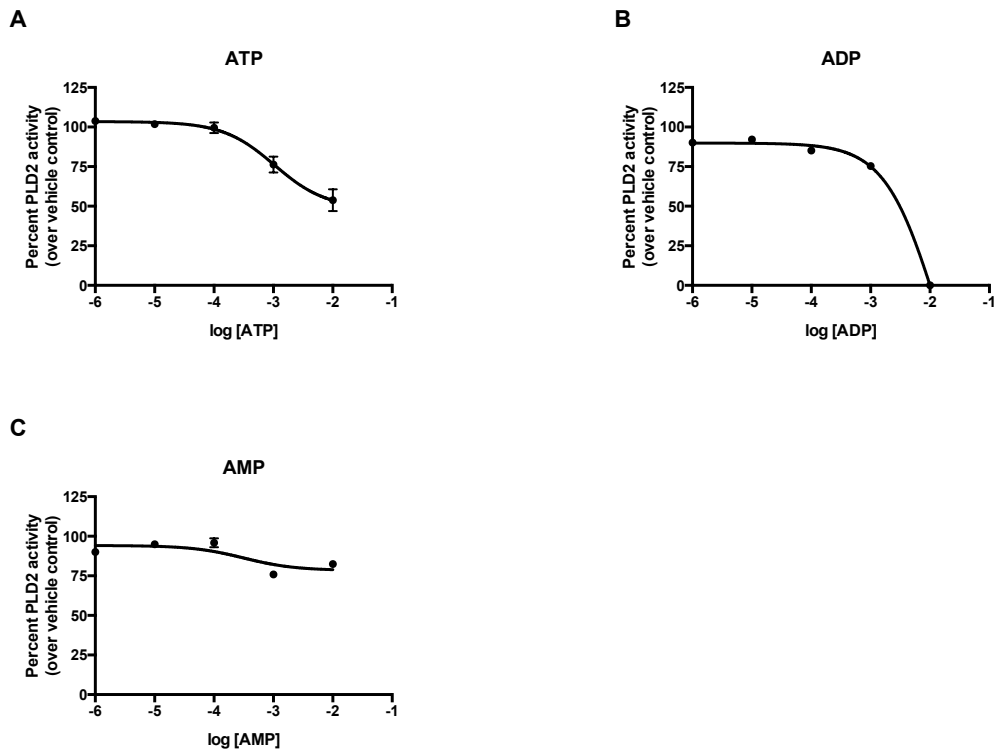 A
ATP
Percent PLD2 activity
(over vehicle control)
125
100
75
50
25
0
-6 -5 -4 -3 -2 -1
log [ATP]
B
ADP
Percent PLD2 activity
(over vehicle control)
125
100
75
50
25
0
-6 -5 -4 -3 -2 -1
log [ADP]
C
AMP
Percent PLD2 activity
(over vehicle control)
125
100
75
50
25
0
-6 -5 -4 -3 -2 -1
log [AMP]